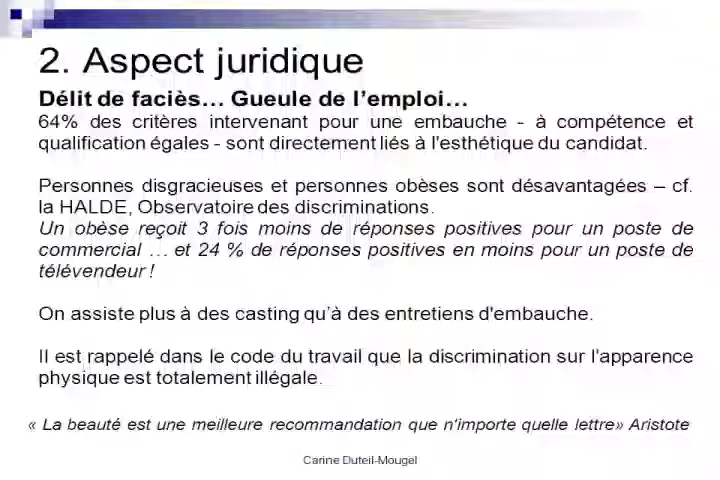 2. Aspect juridique
Délit de faciès… Gueule de l’emploi…
64% des critères intervenant pour une embauche - à compétence et
qualification égales - sont directement liés à l'esthétique du candidat.
Personnes disgracieuses et personnes obèses sont désavantagées – cf.
la HALDE, Observatoire des discriminations.
Un obèse reçoit 3 fois moins de réponses positives pour un poste de
commercial … et 24 % de réponses positives en moins pour un poste de
télévendeur !
On assiste plus à des casting qu’à des entretiens d'embauche.
Il est rappelé dans le code du travail que la discrimination sur l'apparence
physique est totalement illégale.
« La beauté est une meilleure recommandation que n'importe quelle lettre» Aristote
Carine Duteil-Mougel